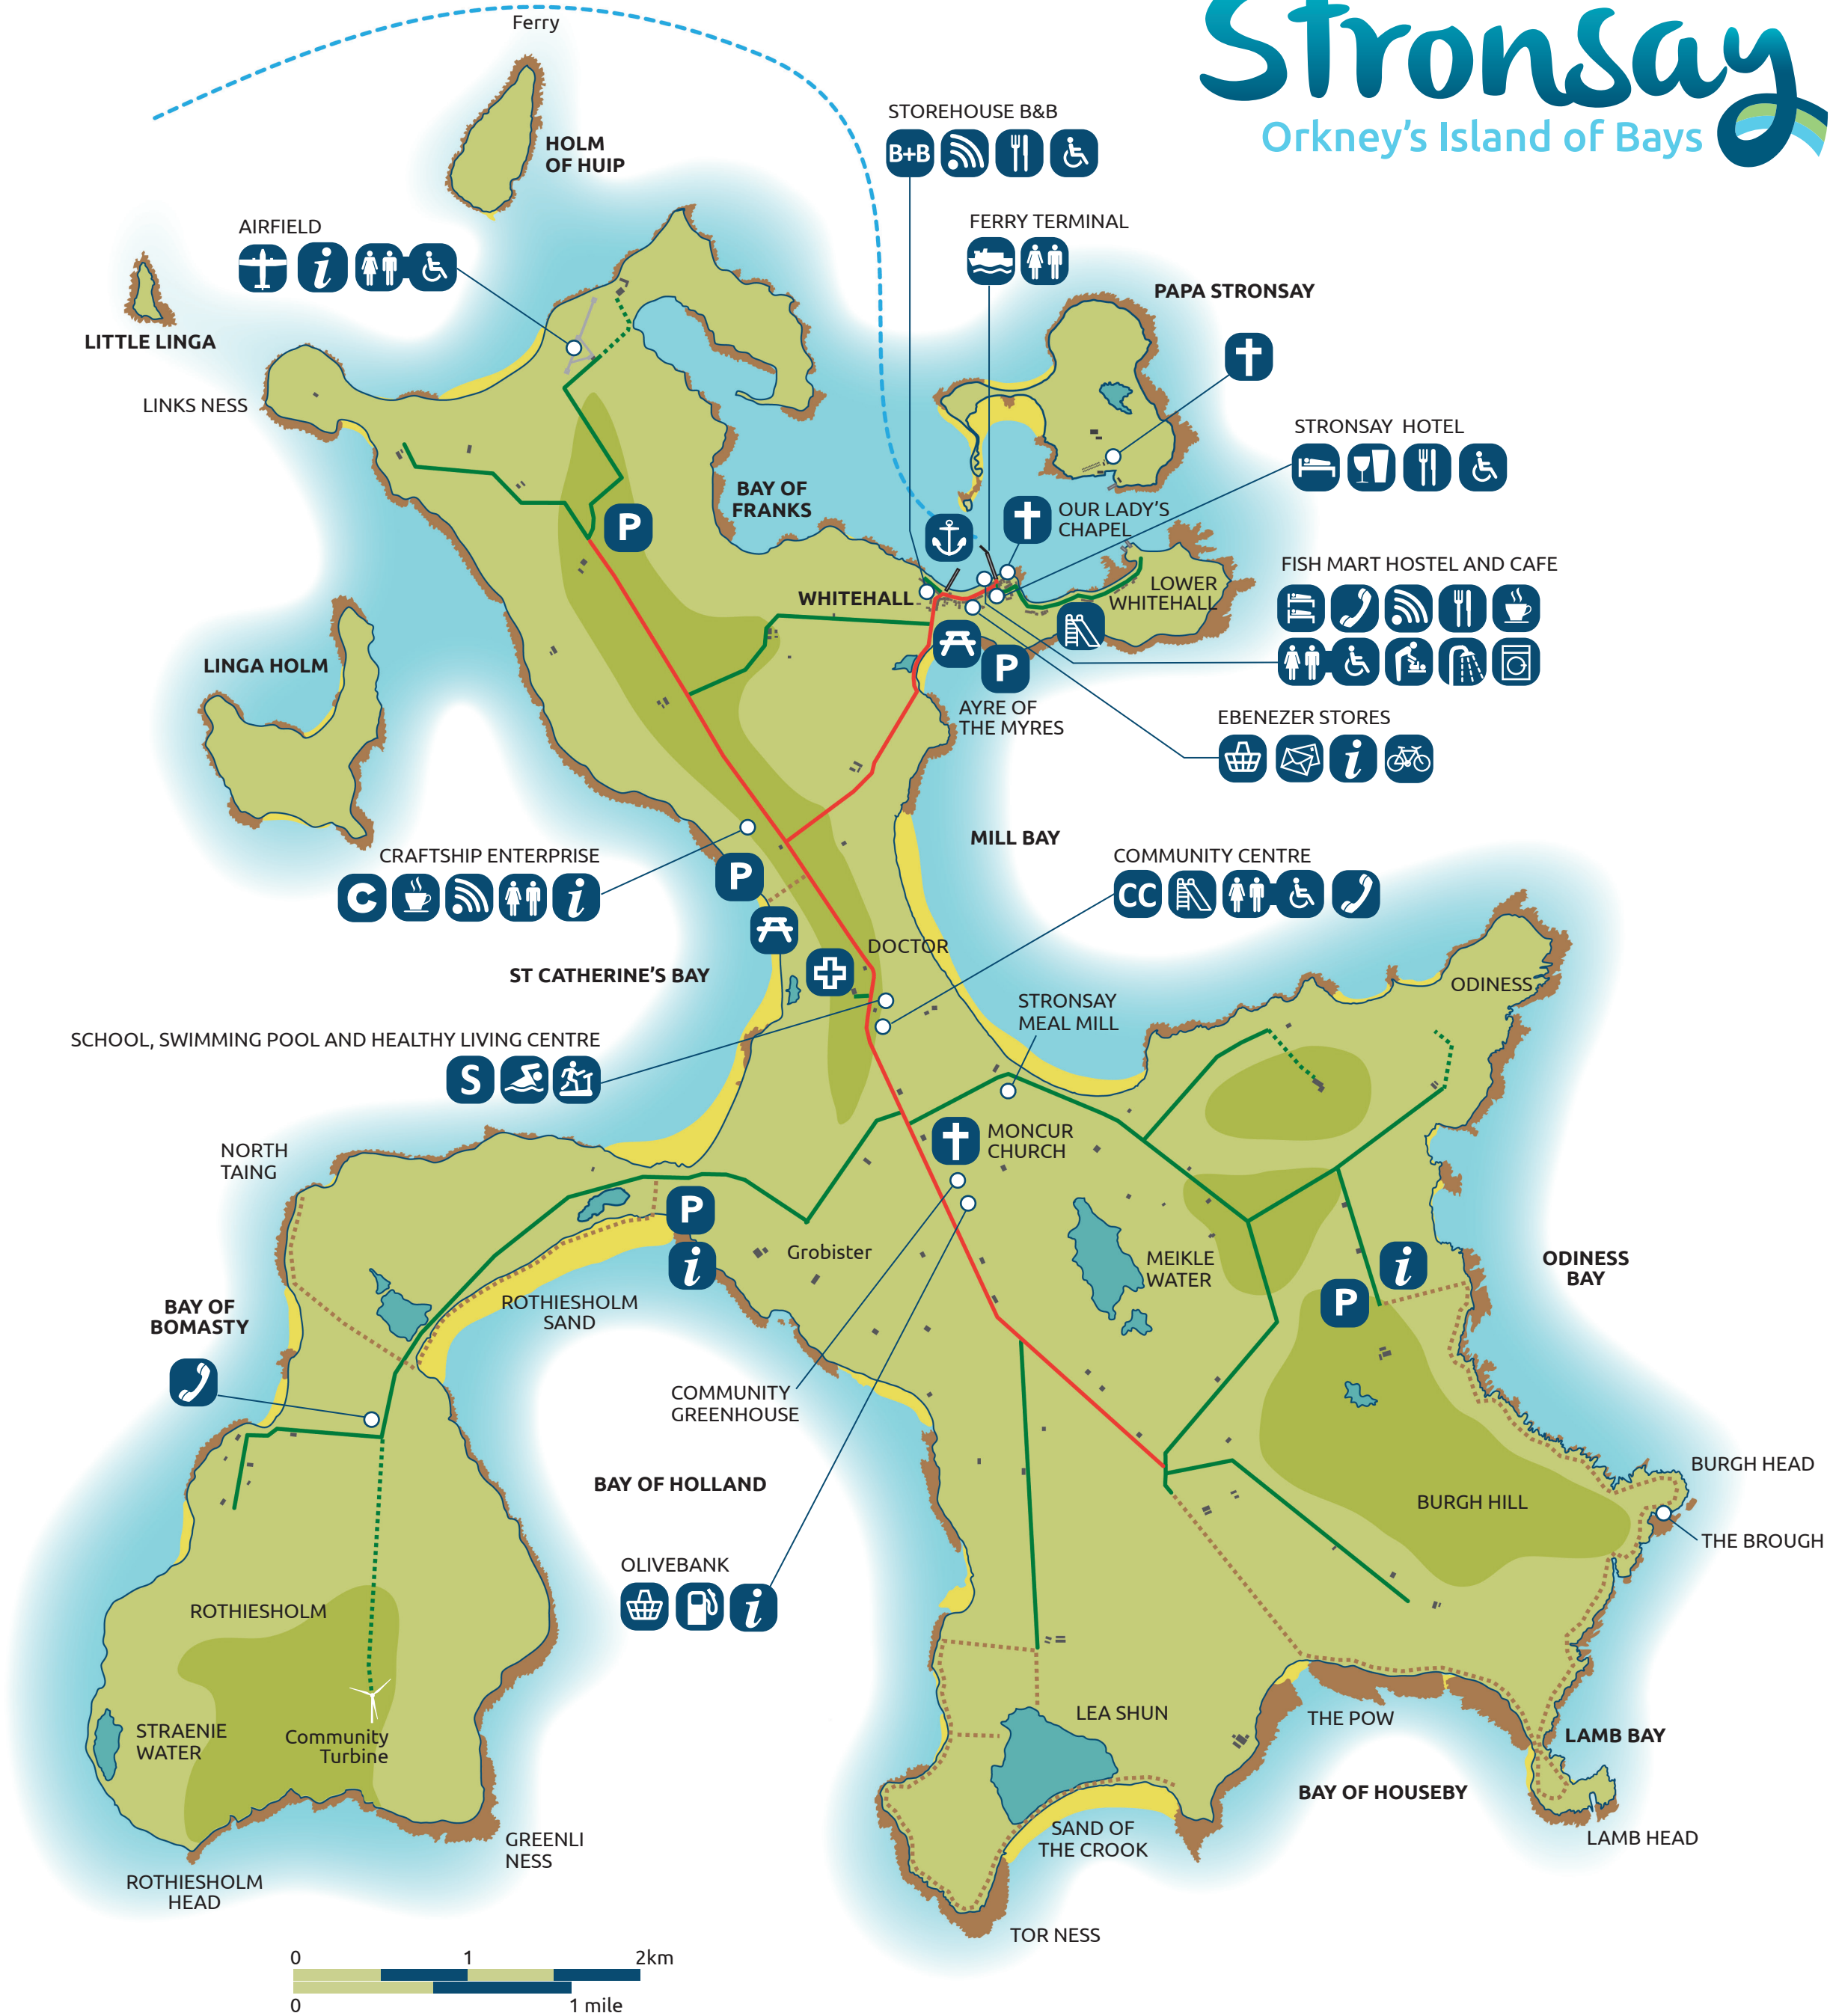 Ferry
Stronsay
Orkney's Island of Bays
STOREHOUSE B&B
B+B
HOLM
OF HUIP
AIRFIELD
i
FERRY TERMINAL
PAPA STRONSAY
LITTLE LINGA
LINKS NESS
STRONSAY HOTEL
BAY OF
FRANKS
P
OUR LADY'S
CHAPEL
FISH MART HOSTEL AND CAFE
LOWER
WHITEHALL
WHITEHALL
LINGA HOLM
P
AYRE OF
THE MYRES
EBENEZER STORES
i
MILL BAY
CRAFTSHIP ENTERPRISE
C
i
P
COMMUNITY CENTRE
CC
DOCTOR
ST CATHERINE'S BAY
ODINESS
STRONSAY
MEAL MILL
SCHOOL, SWIMMING POOL AND HEALTHY LIVING CENTRE
S
NORTH
TAING
MONCUR
CHURCH
P
i
Grobister
MEIKLE
WATER
i
P
ODINESS
BAY
ROTHIESHOLM
SAND
BAY OF
BOMASTY
COMMUNITY
GREENHOUSE
BAY OF HOLLAND
BURGH HEAD
BURGH HILL
THE BROUGH
OLIVEBANK
i
ROTHIESHOLM
LEA SHUN
THE POW
STRAENIE
WATER
Community
Turbine
LAMB BAY
BAY OF HOUSEBY
SAND OF
THE CROOK
LAMB HEAD
GREENLI
NESS
ROTHIESHOLM
HEAD
TOR NESS
0 1 2km
0 1 mile